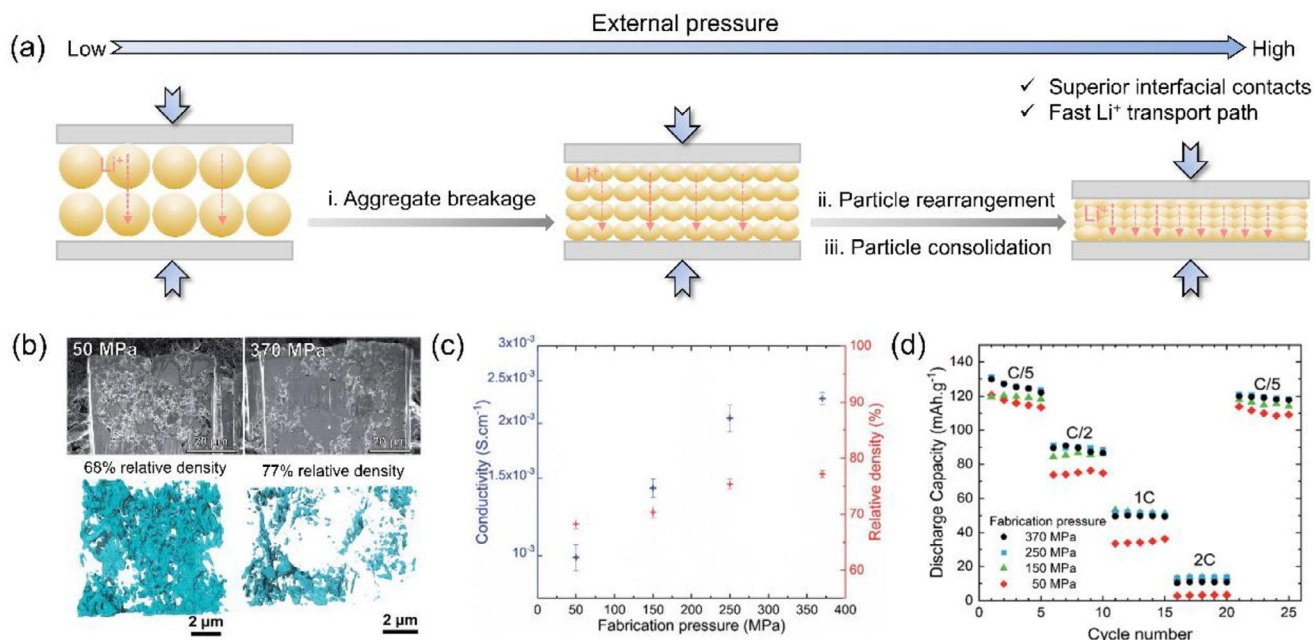 External pressure
(a)
Low
High
✓ Superior interfacial contacts
✓ Fast Li⁺ transport path
Li⁺
i. Aggregate breakage
Li⁺
ii. Particle rearrangement
iii. Particle consolidation
Li⁺
(b)
50 MPa
370 MPa
20 µm
20 µm
68% relative density
77% relative density
2 µm
2 µm
(c)
Conductivity (S.cm⁻¹)
3x10⁻³
2.5x10⁻³
2x10⁻³
1.5x10⁻³
10⁻³
0 50 100 150 200 250 300 350 400
Fabrication pressure (MPa)
100
90
80
70
60
Relative density (%)
(d)
Discharge Capacity (mAh.g⁻¹)
140
120
100
80
60
40
20
0
C/5
C/2
1C
2C
C/5
Fabrication pressure
370 MPa
250 MPa
150 MPa
50 MPa
0 5 10 15 20 25
Cycle number